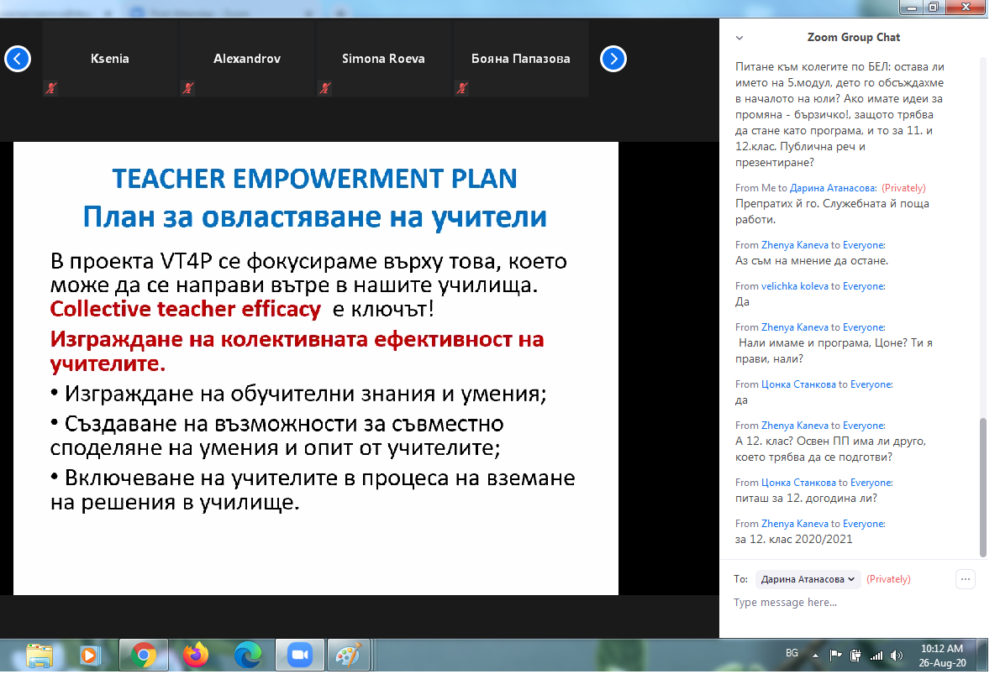 Ksenia
Alexandrov
Simona Roeva
Бояна Папазова
TEACHER EMPOWERMENT PLAN
План за овластяване на учители
В проекта VT4P се фокусираме върху това, което
може да се направи вътре в нашите училища.
Collective teacher efficacy е ключът!
Изграждане на колективната ефективност на
учителите.
• Изграждане на обучителни знания и умения;
• Създаване на възможности за съвместно
споделяне на умения и опит от учителите;
• Включеване на учителите в процеса на вземане
на решения в училище.
Zoom Group Chat
Питане към колегите по БЕЛ: остава ли
името на 5.модул, дето го обсъждахме
в началото на юли? Ако имате идеи за
промяна - бързичко!, защото трябва
да стане като програма, и то за 11. и
12.клас. Публична реч и
презентиране?
From Me to Дарина Атанасова: (Privately)
Препратих й го. Служебната й поща
работи.
From Zhenya Kaneva to Everyone:
Аз съм на мнение да остане.
From velichka koleva to Everyone:
Да
From Zhenya Kaneva to Everyone:
Нали имаме и програма, Цоне? Ти я
прави, нали?
From Цонка Станкова to Everyone:
да
From Zhenya Kaneva to Everyone:
А 12. клас? Освен ПП има ли друго,
което трябва да се подготви?
From Цонка Станкова to Everyone:
питаш за 12. догодина ли?
From Zhenya Kaneva to Everyone:
за 12. клас 2020/2021
To: Дарина Атанасова (Privately)
Type message here...
BG
10:12 AM
26-Aug-20